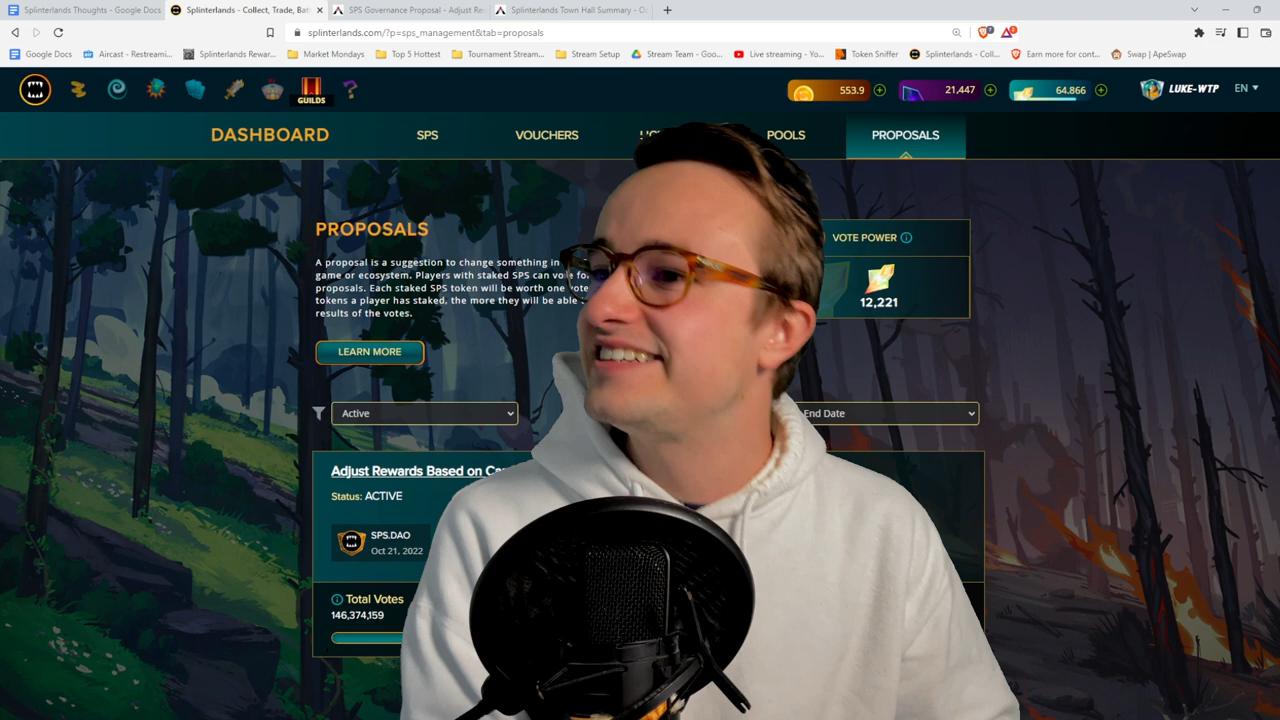 Splinterlands Thoughts - Google Docs
Splinterlands - Collect, Trade, Bat
SPS Governance Proposal - Adjust Re
Splinterlands Town Hall Summary - Oc
splinterlands.com/?p=sps_management&tab=proposals
Google Docs
Aircast - Restreami...
Splinterlands Rewar...
Market Mondays
Top 5 Hottest
Tournament Stream...
Stream Setup
Stream Team - Goo...
Live streaming - Yo...
Token Sniffer
Splinterlands - Coll...
Earn more for cont...
Swap | ApeSwap
GUILDS
553.9
21,447
64.866
LUKE-WTP
EN
DASHBOARD
SPS
VOUCHERS
POOLS
PROPOSALS
PROPOSALS
A proposal is a suggestion to change something in
game or ecosystem. Players with staked SPS can vote fo
proposals. Each staked SPS token will be worth one vote
tokens a player has staked, the more they will be able
results of the votes.
LEARN MORE
VOTE POWER
12,221
Active
End Date
Adjust Rewards Based on Ca
Status: ACTIVE
SPS.DAO
Oct 21, 2022
Total Votes
146,374,159